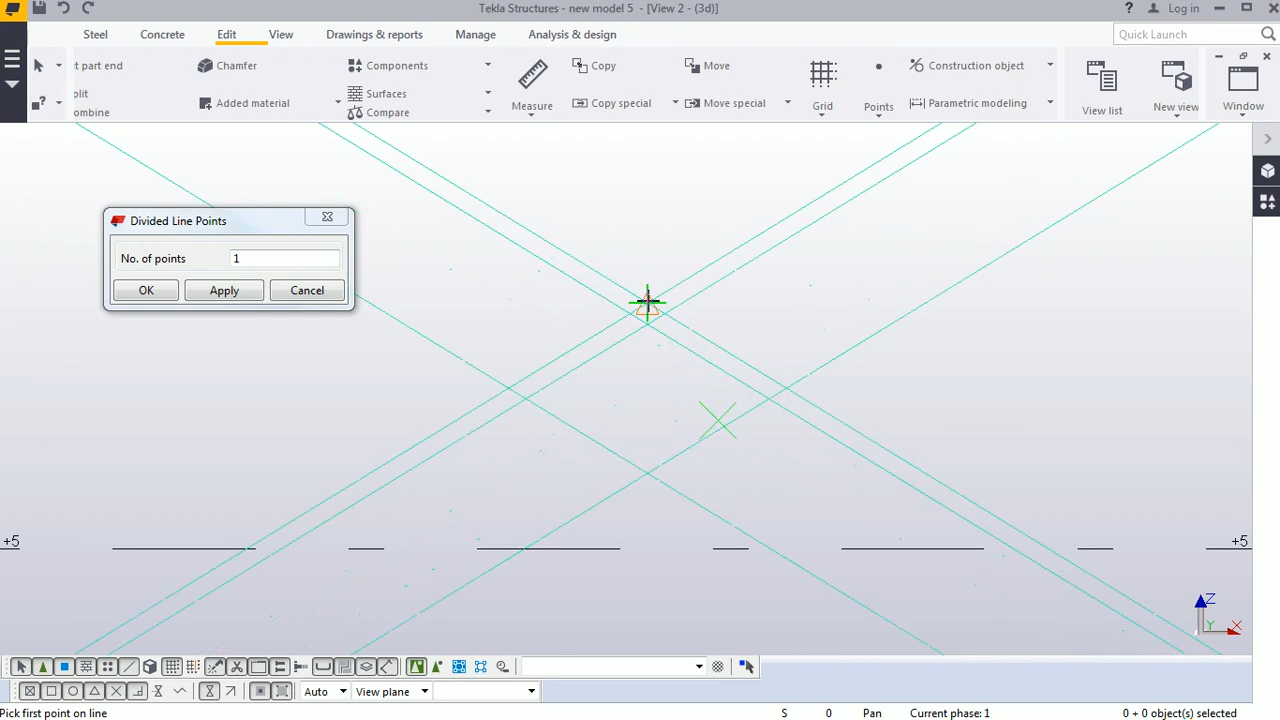 Tekla Structures - new model 5 - [View 2 - (3d)]
? Log in
Steel Concrete Edit View Drawings & reports Manage Analysis & design Quick Launch
t part end Chamfer Components Copy Move Construction object
plit Surfaces
Added material Measure Copy special Move special Grid Points Parametric modeling View list New view Window
ombine Compare
Divided Line Points
No. of points 1
OK Apply Cancel
+5 +5
Z
Y X
Auto View plane
Pick first point on line S 0 Pan Current phase: 1 0 + 0 object(s) selected